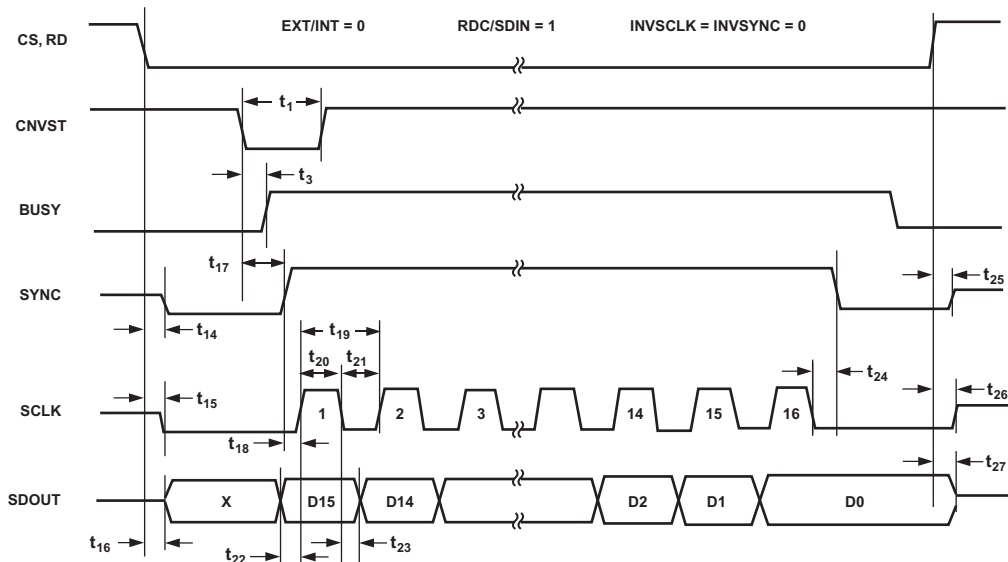 EXT/INT = 0 RDC/SDIN = 1 INVSCLK = INVSYNC = 0
CS, RD
t1
CNVST
t3
BUSY
t17
SYNC
t25
t14
t19
t20 t21
t24
t15
t26
SCLK
1 2 3 14 15 16
t18
t27
SDOUT
X D15 D14 D2 D1 D0
t16
t22
t23